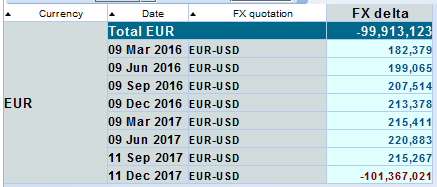 Currency Date FX quotation FX delta
Total EUR -99,913,123
09 Mar 2016 EUR-USD 182,379
09 Jun 2016 EUR-USD 199,065
09 Sep 2016 EUR-USD 207,514
09 Dec 2016 EUR-USD 213,378
EUR 09 Mar 2017 EUR-USD 215,411
09 Jun 2017 EUR-USD 220,883
11 Sep 2017 EUR-USD 215,267
11 Dec 2017 EUR-USD -101,367,021